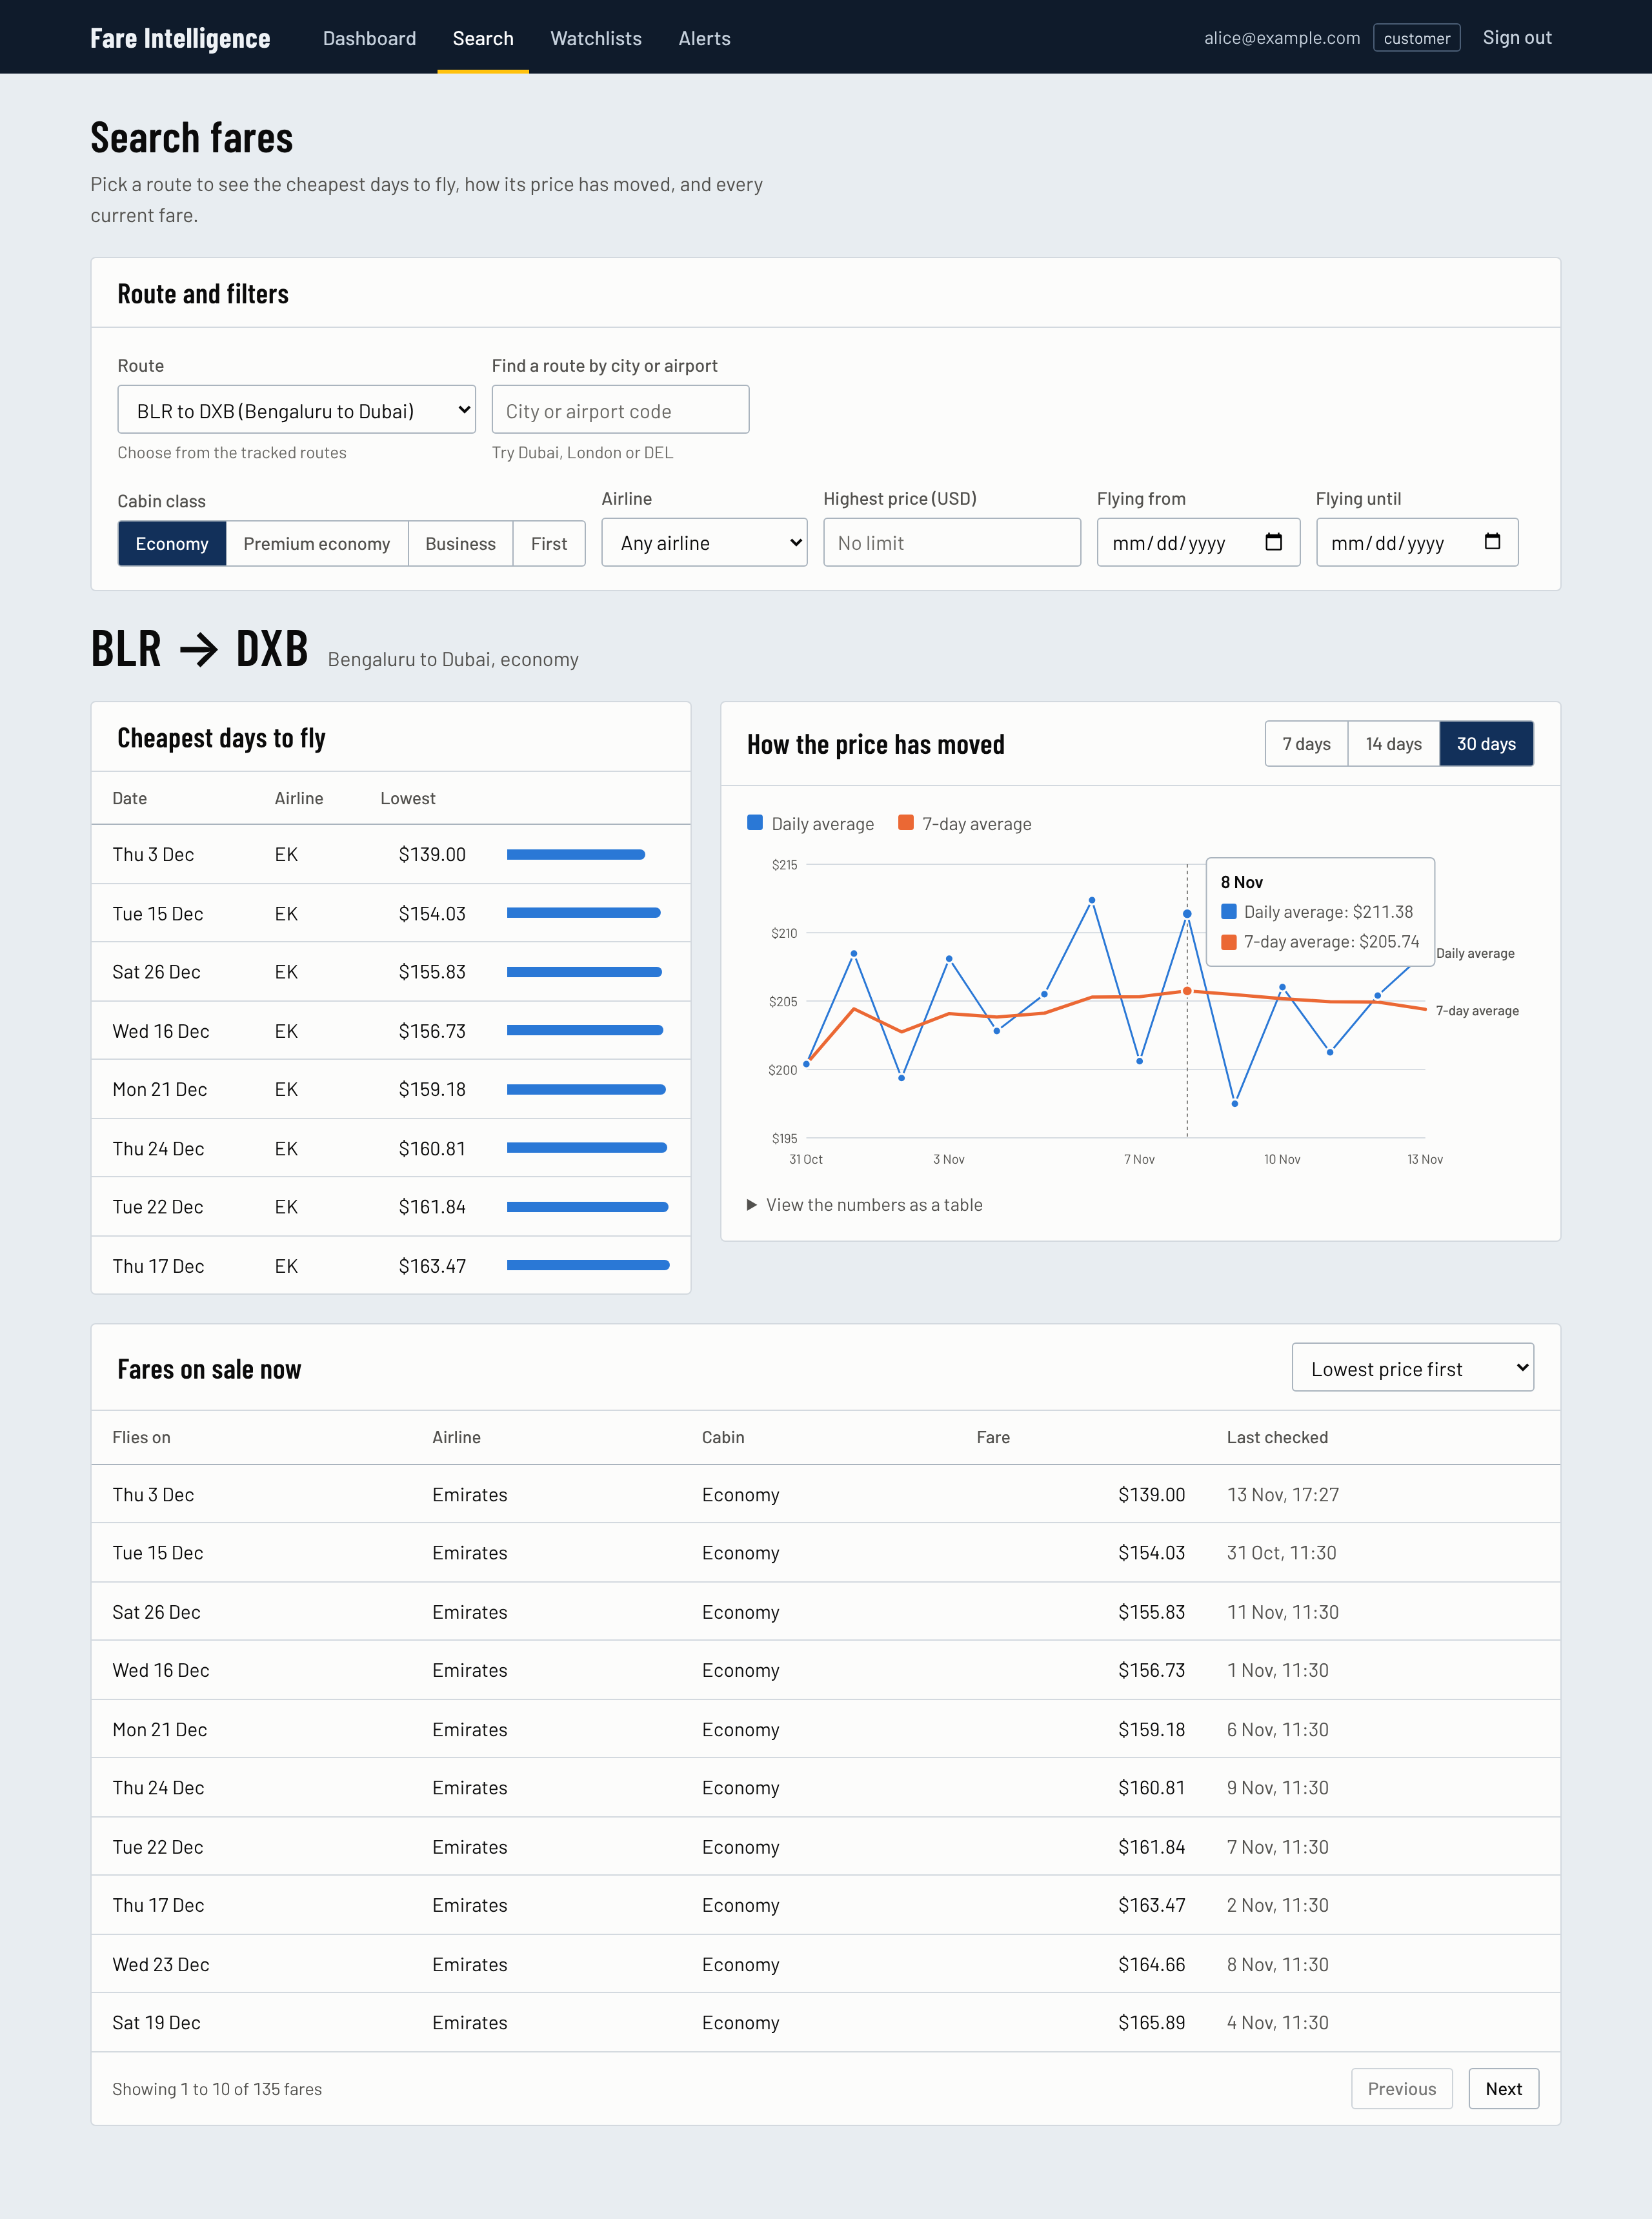 Fare Intelligence Dashboard Search Watchlists Alerts alice@example.com customer Sign out
Search fares
Pick a route to see the cheapest days to fly, how its price has moved, and every
current fare.
Route and filters
Route Find a route by city or airport
BLR to DXB (Bengaluru to Dubai) City or airport code
Choose from the tracked routes Try Dubai, London or DEL
Cabin class Airline Highest price (USD) Flying from Flying until
Economy Premium economy Business First Any airline No limit mm/dd/yyyy mm/dd/yyyy
BLR → DXB Bengaluru to Dubai, economy
Cheapest days to fly
Date Airline Lowest
Thu 3 Dec EK $139.00
Tue 15 Dec EK $154.03
Sat 26 Dec EK $155.83
Wed 16 Dec EK $156.73
Mon 21 Dec EK $159.18
Thu 24 Dec EK $160.81
Tue 22 Dec EK $161.84
Thu 17 Dec EK $163.47
How the price has moved 7 days 14 days 30 days
Daily average 7-day average
$215
$210
$205
$200
$195
8 Nov
Daily average: $211.38
7-day average: $205.74
Daily average
7-day average
31 Oct 3 Nov 7 Nov 10 Nov 13 Nov
View the numbers as a table
Fares on sale now Lowest price first
Flies on Airline Cabin Fare Last checked
Thu 3 Dec Emirates Economy $139.00 13 Nov, 17:27
Tue 15 Dec Emirates Economy $154.03 31 Oct, 11:30
Sat 26 Dec Emirates Economy $155.83 11 Nov, 11:30
Wed 16 Dec Emirates Economy $156.73 1 Nov, 11:30
Mon 21 Dec Emirates Economy $159.18 6 Nov, 11:30
Thu 24 Dec Emirates Economy $160.81 9 Nov, 11:30
Tue 22 Dec Emirates Economy $161.84 7 Nov, 11:30
Thu 17 Dec Emirates Economy $163.47 2 Nov, 11:30
Wed 23 Dec Emirates Economy $164.66 8 Nov, 11:30
Sat 19 Dec Emirates Economy $165.89 4 Nov, 11:30
Showing 1 to 10 of 135 fares Previous Next